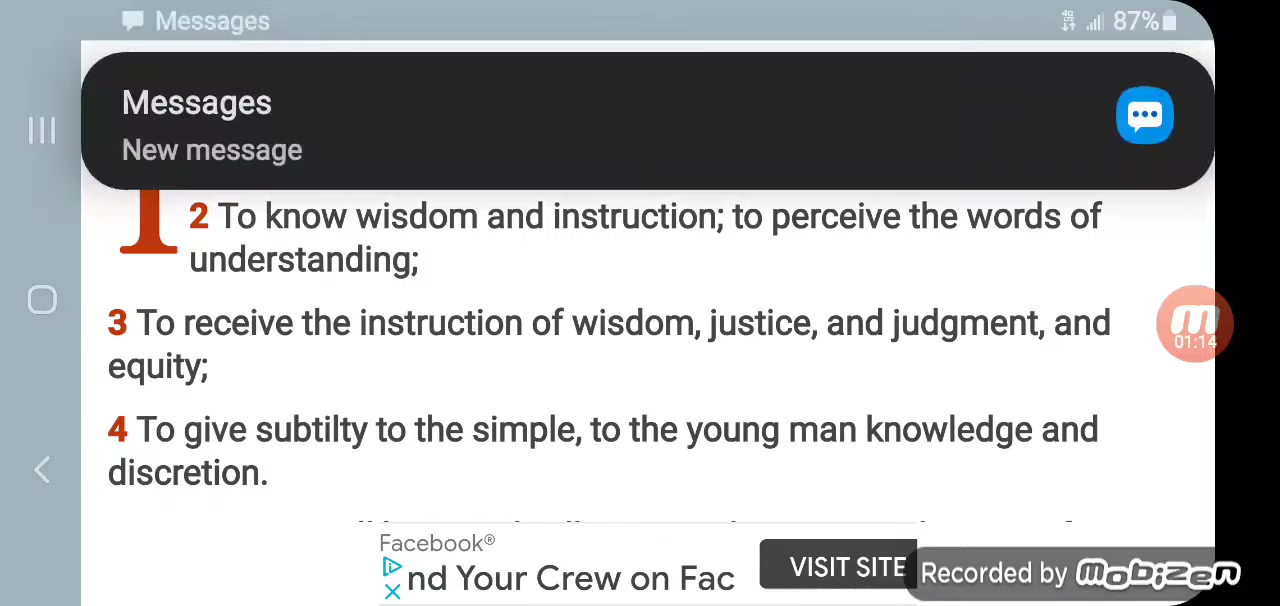 Messages
4G 87%
Messages
New message
1
2 To know wisdom and instruction; to perceive the words of
understanding;
3 To receive the instruction of wisdom, justice, and judgment, and
equity;
4 To give subtilty to the simple, to the young man knowledge and
discretion.
m
01:14
Facebook®
nd Your Crew on Fac
VISIT SITE
Recorded by mobizen